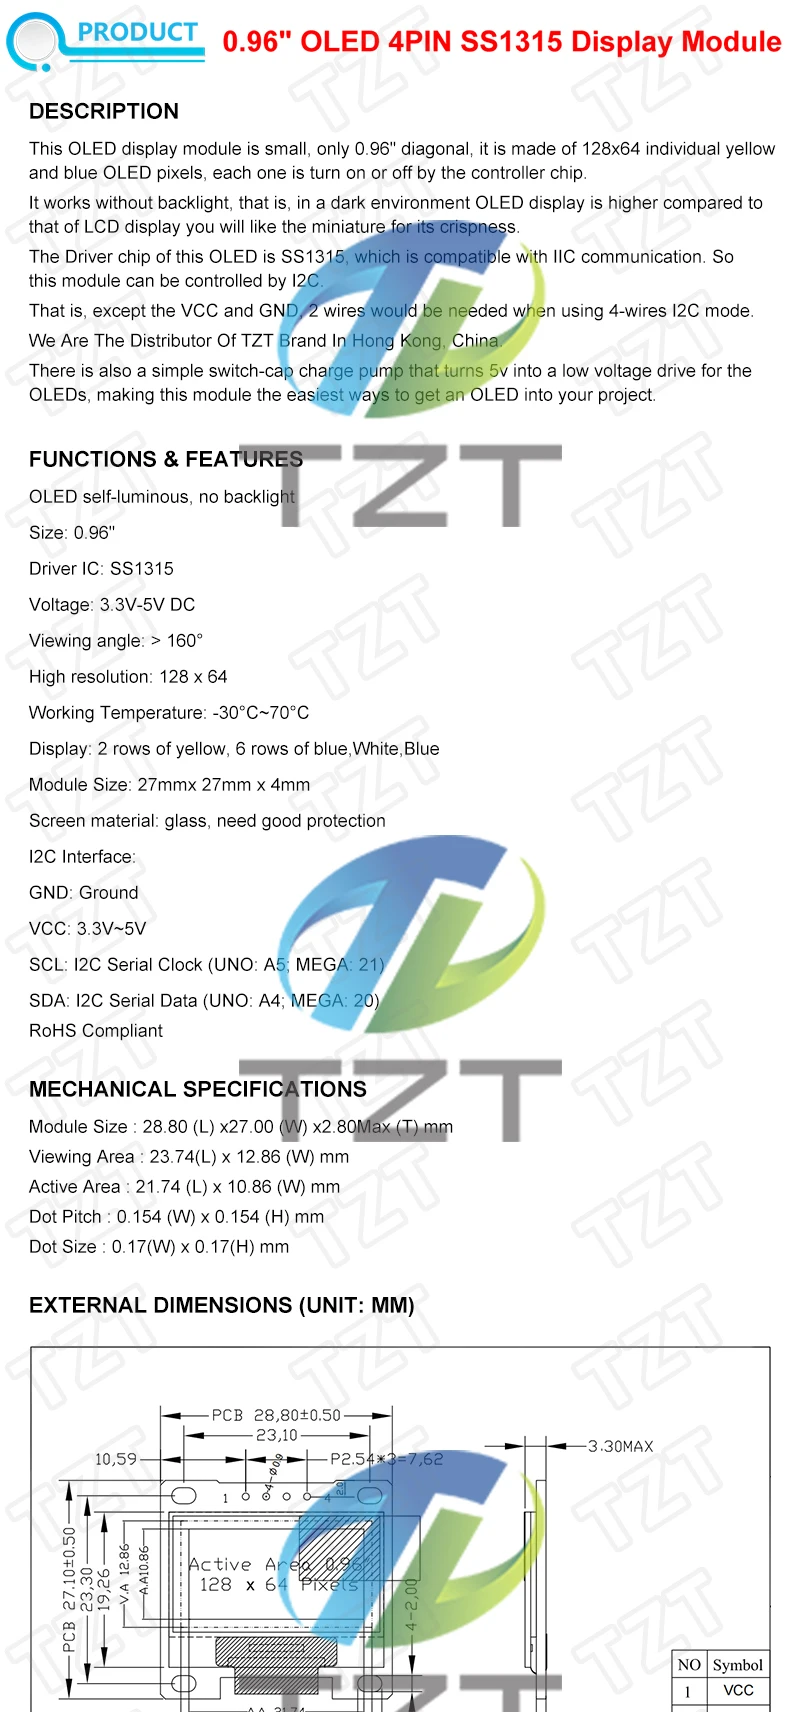 PRODUCT
0.96" OLED 4PIN SS1315 Display Module
DESCRIPTION
This OLED display module is small, only 0.96" diagonal, it is made of 128x64 individual yellow
and blue OLED pixels, each one is turn on or off by the controller chip.
It works without backlight, that is, in a dark environment OLED display is higher compared to
that of LCD display you will like the miniature for its crispness.
The Driver chip of this OLED is SS1315, which is compatible with IIC communication. So
this module can be controlled by I2C.
That is, except the VCC and GND, 2 wires would be needed when using 4-wires I2C mode.
We Are The Distributor Of TZT Brand In Hong Kong, China.
There is also a simple switch-cap charge pump that turns 5v into a low voltage drive for the
OLEDs, making this module the easiest ways to get an OLED into your project.
TZT
FUNCTIONS & FEATURES
OLED self-luminous, no backlight
Size: 0.96"
Driver IC: SS1315
Voltage: 3.3V-5V DC
Viewing angle: > 160°
High resolution: 128 x 64
Working Temperature: -30°C~70°C
Display: 2 rows of yellow, 6 rows of blue,White,Blue
Module Size: 27mmx 27mm x 4mm
Screen material: glass, need good protection
I2C Interface:
GND: Ground
VCC: 3.3V~5V
SCL: I2C Serial Clock (UNO: A5; MEGA: 21)
SDA: I2C Serial Data (UNO: A4; MEGA: 20)
RoHS Compliant
TZT
MECHANICAL SPECIFICATIONS
Module Size : 28.80 (L) x27.00 (W) x2.80Max (T) mm
Viewing Area : 23.74(L) x 12.86 (W) mm
Active Area : 21.74 (L) x 10.86 (W) mm
Dot Pitch : 0.154 (W) x 0.154 (H) mm
Dot Size : 0.17(W) x 0.17(H) mm
EXTERNAL DIMENSIONS (UNIT: MM)
PCB 28,80±0.50
23,10
10,59
P2.54*3=7,62
3.30MAX
4-Ø0,9
2.0
1
4
PCB 27.10±0.50
23,30
19,26
V.A 12.86
A.A10.86
Active Area 0.96"
128 x 64 Pixels
4-2,00
NO Symbol
1 VCC
A.A 21.74
TZT